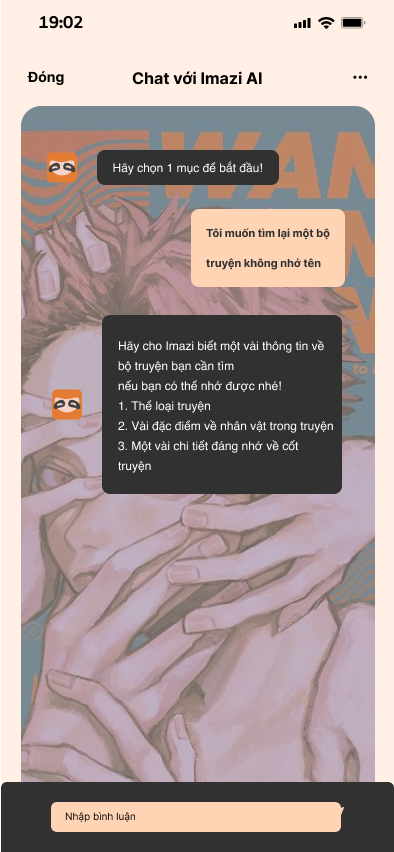 19:02
Đóng
Chat với Imazi AI
WAN
Hãy chọn 1 mục để bắt đầu!
Tôi muốn tìm lại một bộ
truyện không nhớ tên
Hãy cho Imazi biết một vài thông tin về
bộ truyện bạn cần tìm
nếu bạn có thể nhớ được nhé!
1. Thể loại truyện
2. Vài đặc điểm về nhân vật trong truyện
3. Một vài chi tiết đáng nhớ về cốt
truyện
Nhập bình luận